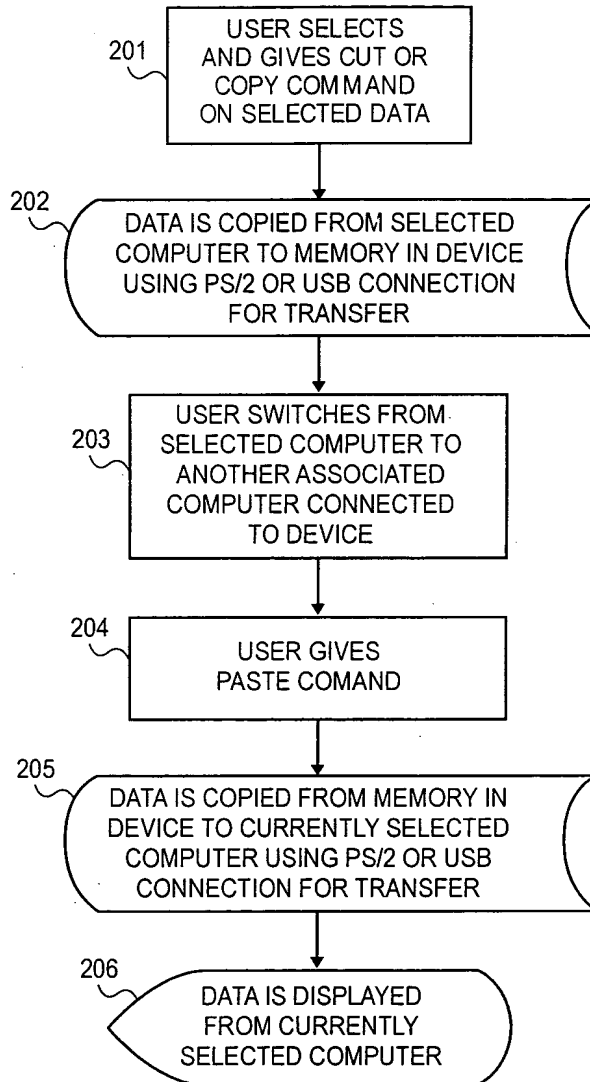 201
USER SELECTS
AND GIVES CUT OR
COPY COMMAND
ON SELECTED DATA
202
DATA IS COPIED FROM SELECTED
COMPUTER TO MEMORY IN DEVICE
USING PS/2 OR USB CONNECTION
FOR TRANSFER
203
USER SWITCHES FROM
SELECTED COMPUTER TO
ANOTHER ASSOCIATED
COMPUTER CONNECTED
TO DEVICE
204
USER GIVES
PASTE COMAND
205
DATA IS COPIED FROM MEMORY IN
DEVICE TO CURRENTLY SELECTED
COMPUTER USING PS/2 OR USB
CONNECTION FOR TRANSFER
206
DATA IS DISPLAYED
FROM CURRENTLY
SELECTED COMPUTER